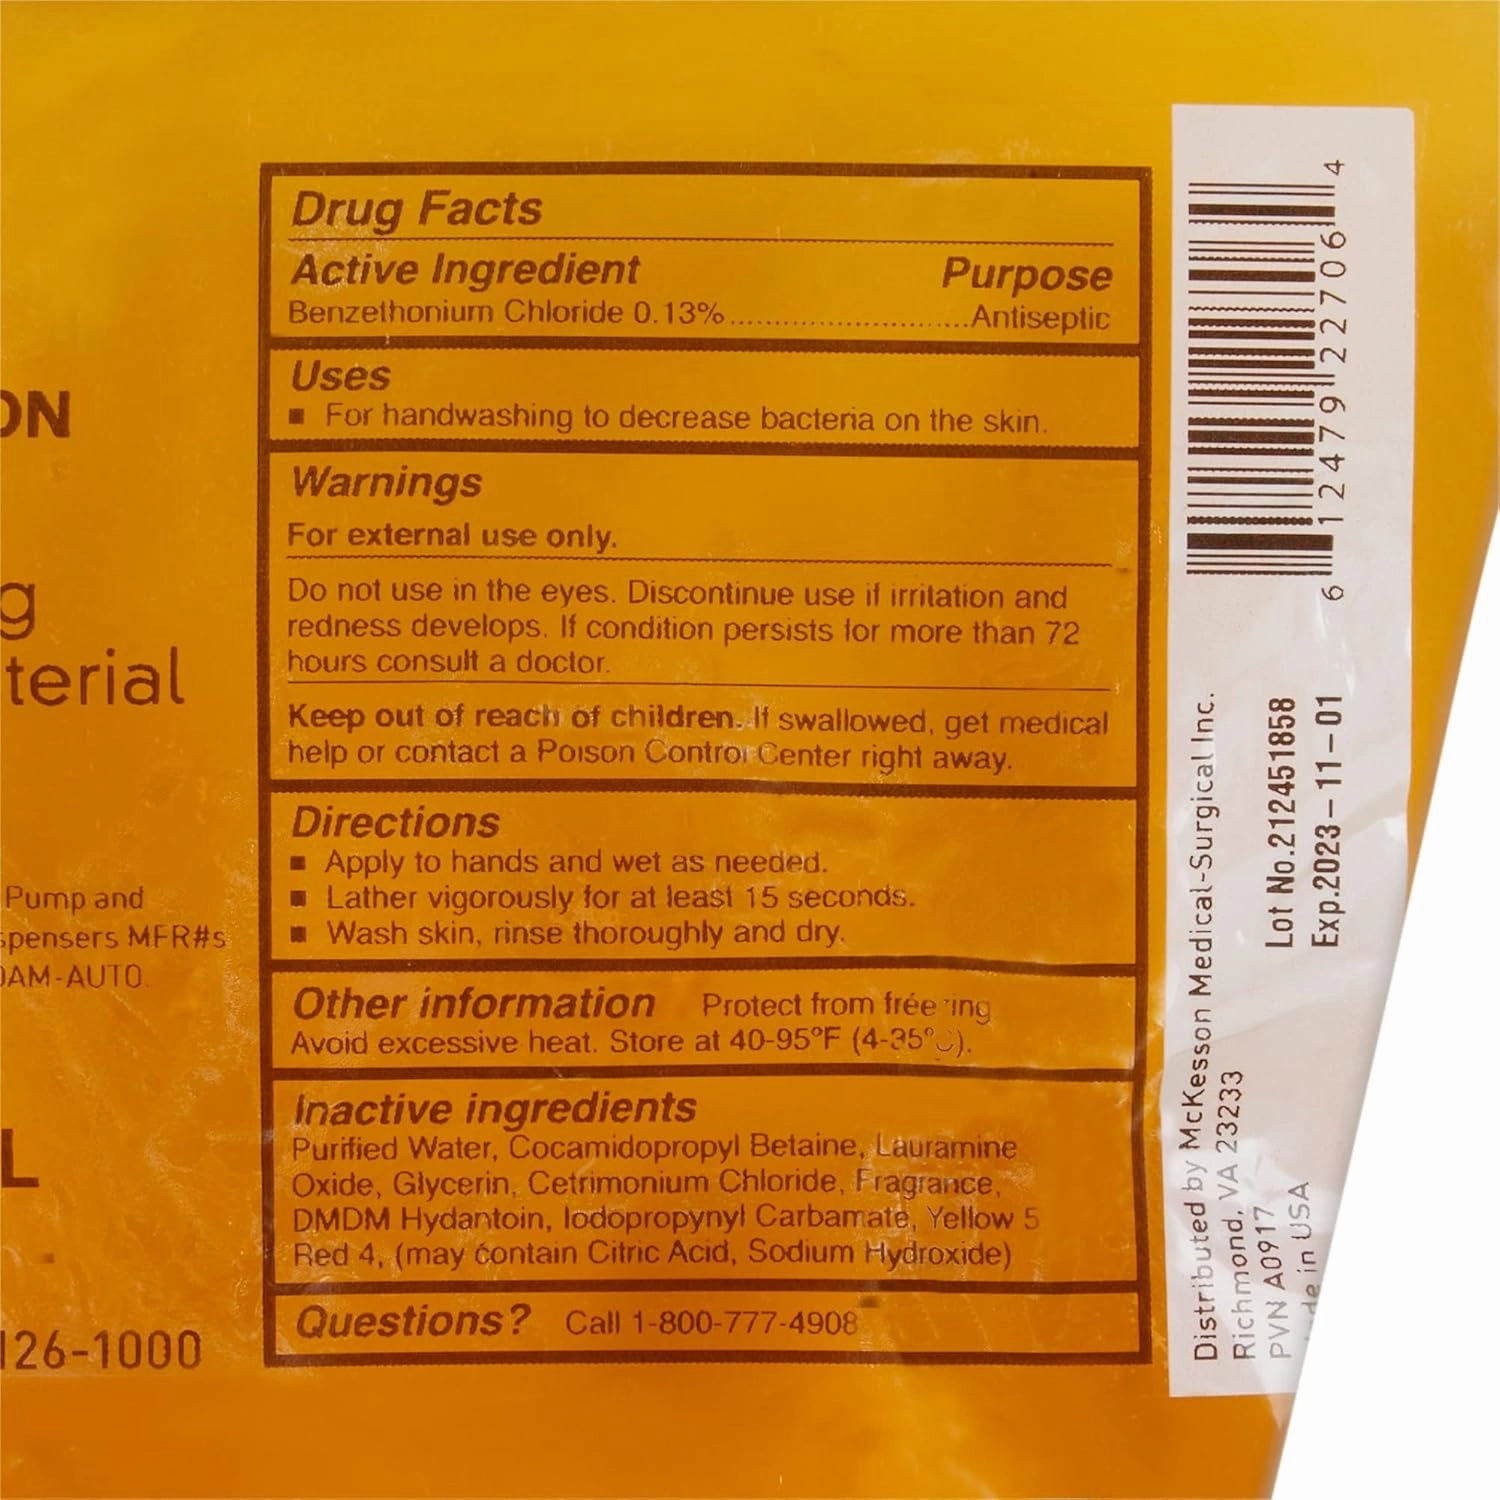 ON
g
terial
Pump and
spensers MFR#s
OAM-AUTO.
L
126-1000
Drug Facts
Active Ingredient Purpose
Benzethonium Chloride 0.13%...........................Antiseptic
Uses
▪ For handwashing to decrease bacteria on the skin.
Warnings
For external use only.
Do not use in the eyes. Discontinue use if irritation and
redness develops. If condition persists for more than 72
hours consult a doctor.
Keep out of reach of children. If swallowed, get medical
help or contact a Poison Control Center right away.
Directions
▪ Apply to hands and wet as needed.
▪ Lather vigorously for at least 15 seconds.
▪ Wash skin, rinse thoroughly and dry.
Other information Protect from freezing
Avoid excessive heat. Store at 40-95°F (4-35°C).
Inactive ingredients
Purified Water, Cocamidopropyl Betaine, Lauramine
Oxide, Glycerin, Cetrimonium Chloride, Fragrance,
DMDM Hydantoin, Iodopropynyl Carbamate, Yellow 5
Red 4, (may contain Citric Acid, Sodium Hydroxide)
Questions? Call 1-800-777-4908
6 12479 22706 4
Lot No.212451858
Exp.2023-11-01
Distributed by McKesson Medical-Surgical Inc.
Richmond, VA 23233
PVN A0917
in USA